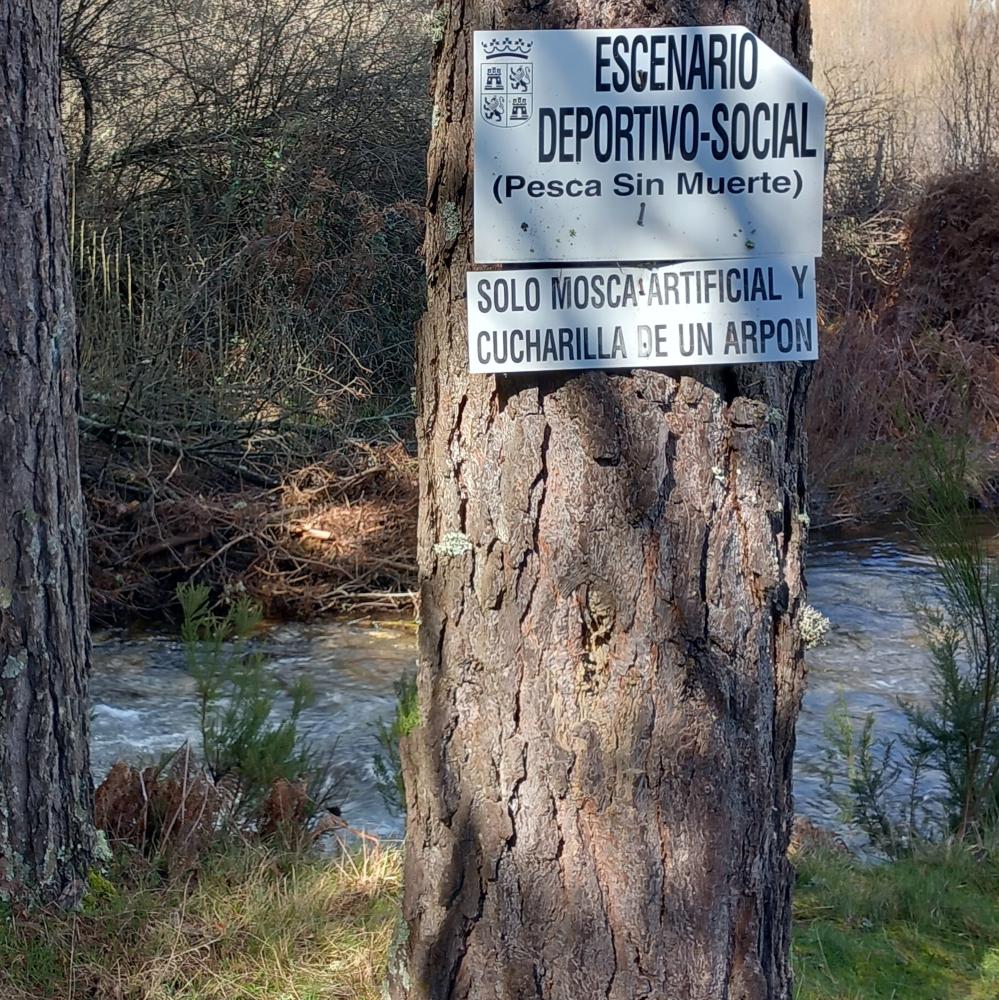 ESCENARIO
DEPORTIVO-SOCIAL
(Pesca Sin Muerte)
SOLO MOSCA ARTIFICIAL Y
CUCHARILLA DE UN ARPON